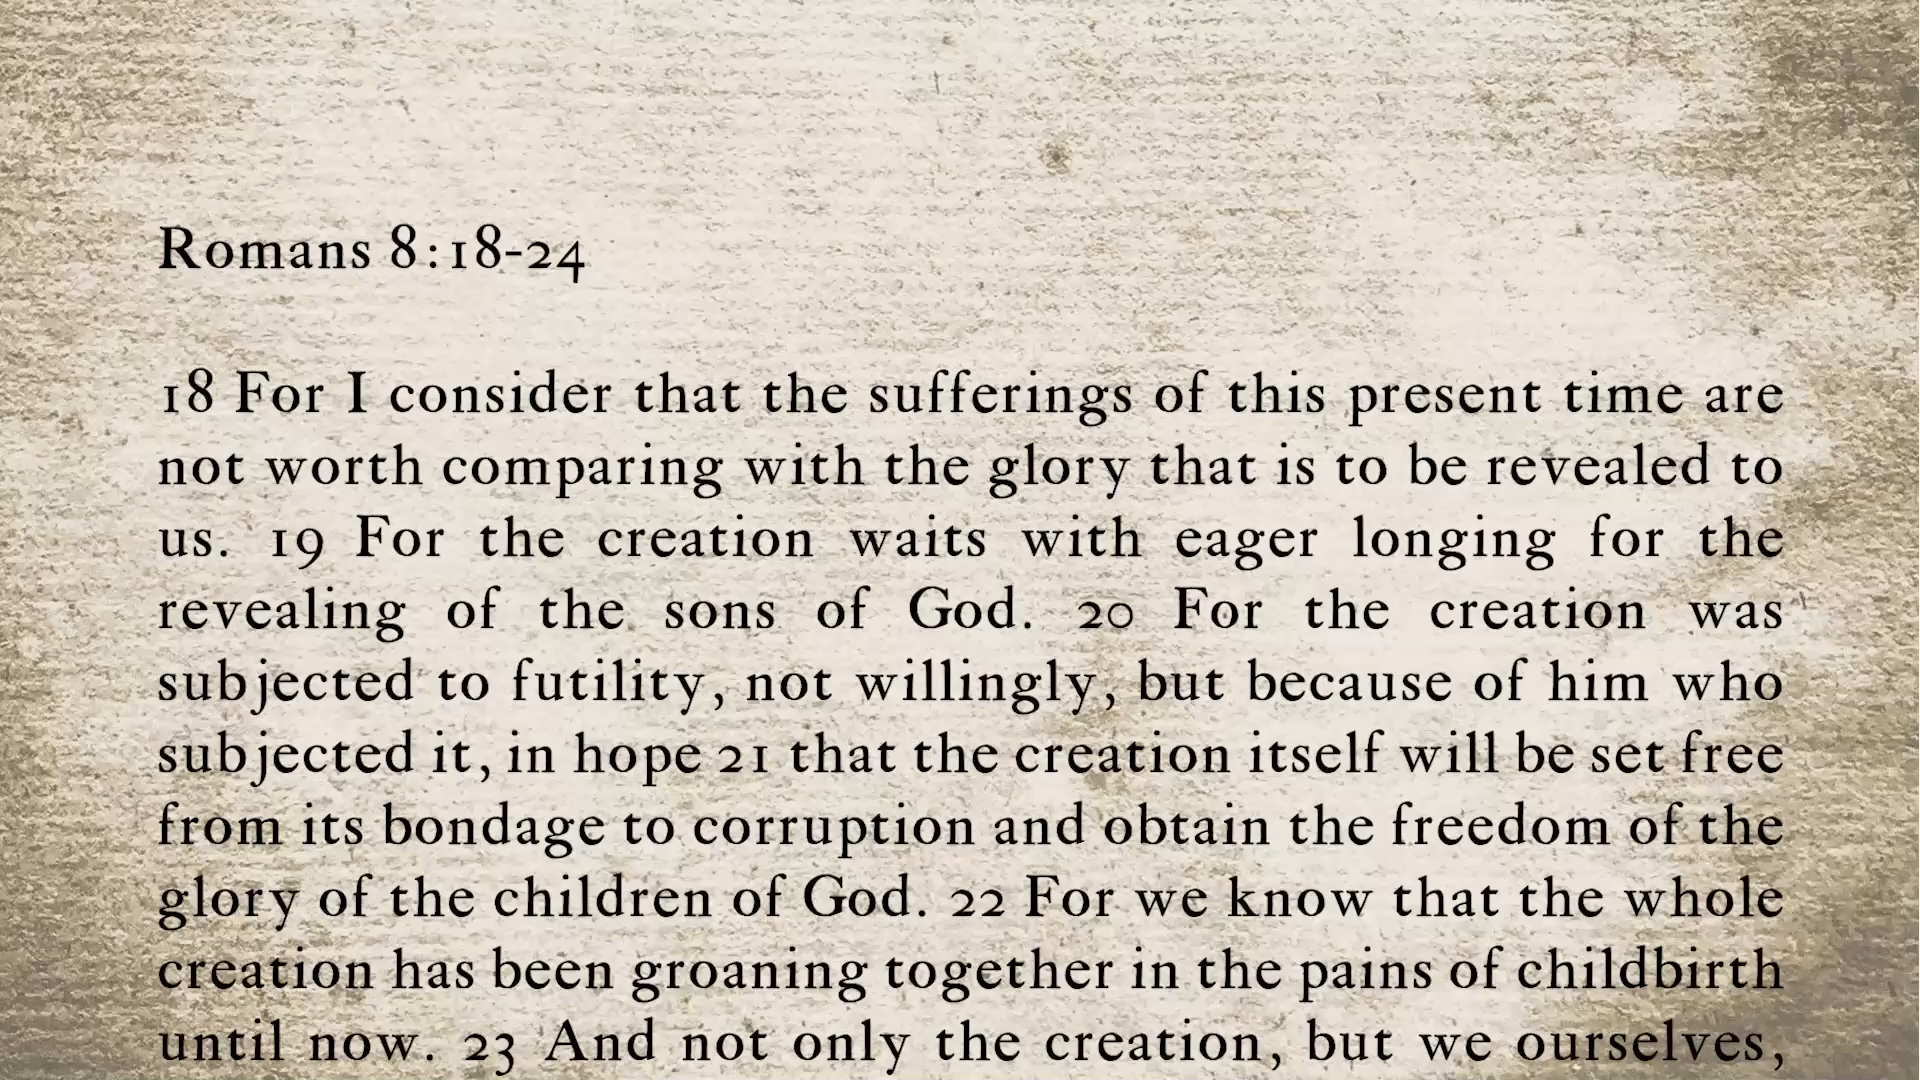 Romans 8:18-24
18 For I consider that the sufferings of this present time are
not worth comparing with the glory that is to be revealed to
us. 19 For the creation waits with eager longing for the
revealing of the sons of God. 20 For the creation was
subjected to futility, not willingly, but because of him who
subjected it, in hope 21 that the creation itself will be set free
from its bondage to corruption and obtain the freedom of the
glory of the children of God. 22 For we know that the whole
creation has been groaning together in the pains of childbirth
until now. 23 And not only the creation, but we ourselves,